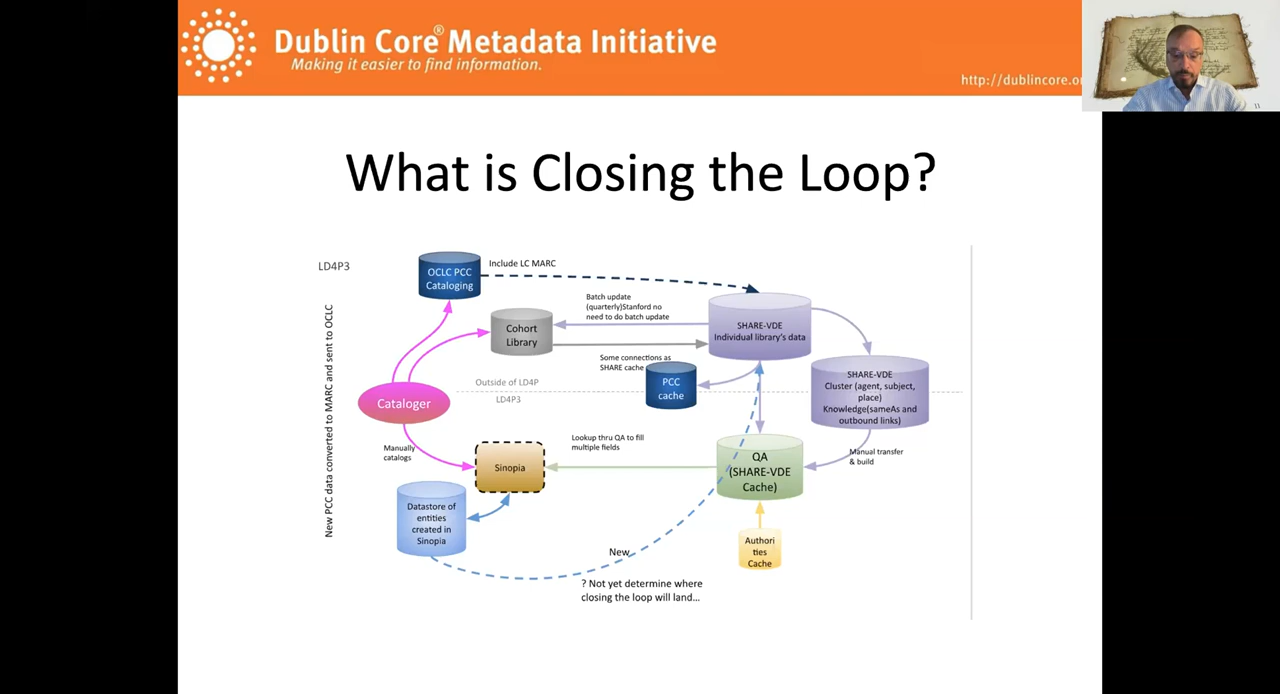 Dublin Core® Metadata Initiative
Making it easier to find information.
http://dublincore.or
11
What is Closing the Loop?
LD4P3
New PCC data converted to MARC and sent to OCLC
OCLC PCC
Cataloging
Include LC MARC
Cohort
Library
Batch update
(quarterly)Stanford no
need to do batch update
SHARE-VDE
Individual library's data
Some connections as
SHARE cache
PCC
cache
SHARE-VDE
Cluster (agent, subject,
place)
Knowledge(sameAs and
outbound links)
Outside of LD4P
LD4P3
Cataloger
Manually
catalogs
Sinopia
Lookup thru QA to fill
multiple fields
QA
(SHARE-VDE
Cache)
Manual transfer
& build
Datastore of
entities
created in
Sinopia
Authori
ties
Cache
New
? Not yet determine where
closing the loop will land...